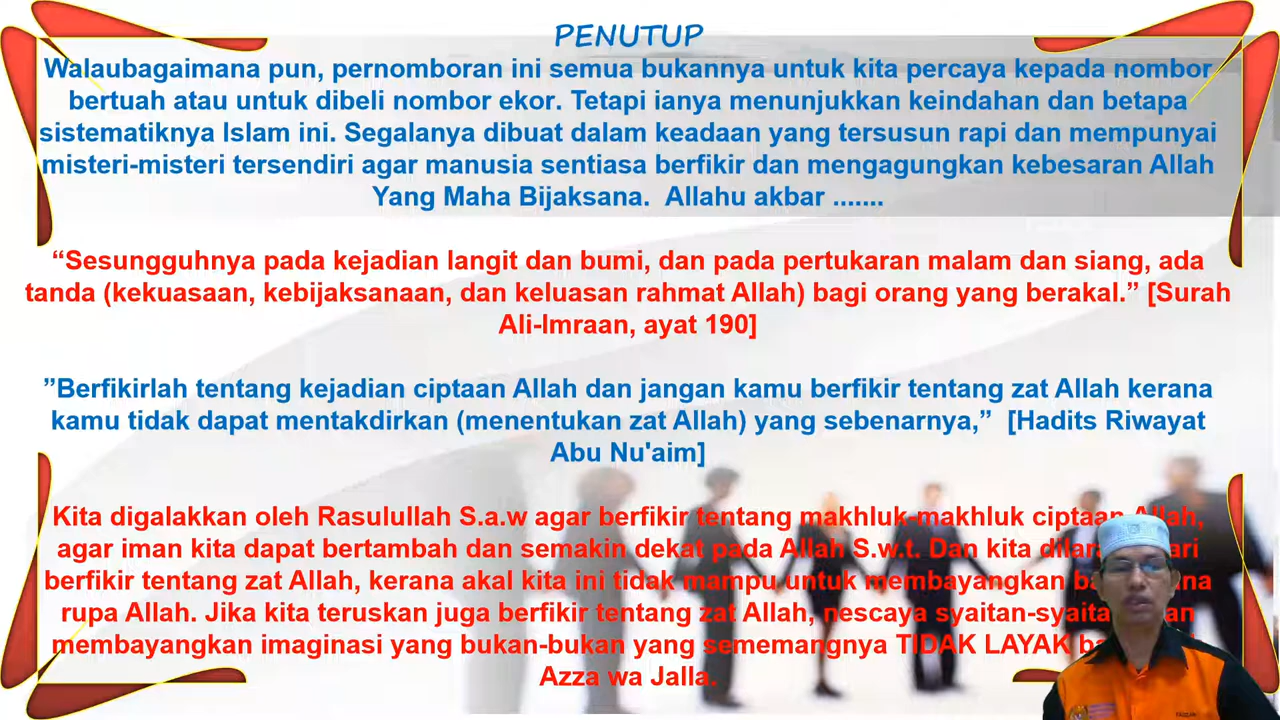 PENUTUP
Walaubagaimana pun, pernomboran ini semua bukannya untuk kita percaya kepada nombor
bertuah atau untuk dibeli nombor ekor. Tetapi ianya menunjukkan keindahan dan betapa
sistematiknya Islam ini. Segalanya dibuat dalam keadaan yang tersusun rapi dan mempunyai
misteri-misteri tersendiri agar manusia sentiasa berfikir dan mengagungkan kebesaran Allah
Yang Maha Bijaksana.  Allahu akbar .......
“Sesungguhnya pada kejadian langit dan bumi, dan pada pertukaran malam dan siang, ada
tanda (kekuasaan, kebijaksanaan, dan keluasan rahmat Allah) bagi orang yang berakal.” [Surah
Ali-Imraan, ayat 190]
”Berfikirlah tentang kejadian ciptaan Allah dan jangan kamu berfikir tentang zat Allah kerana
kamu tidak dapat mentakdirkan (menentukan zat Allah) yang sebenarnya,”  [Hadits Riwayat
Abu Nu'aim]
Kita digalakkan oleh Rasulullah S.a.w agar berfikir tentang makhluk-makhluk ciptaan Allah,
agar iman kita dapat bertambah dan semakin dekat pada Allah S.w.t. Dan kita
berfikir tentang zat Allah, kerana akal kita ini tidak mampu untuk membayangkan
rupa Allah. Jika kita teruskan juga berfikir tentang zat Allah, nescaya
membayangkan imaginasi yang bukan-bukan yang sememangnya TIDAK LAYAK
Azza wa Jalla.